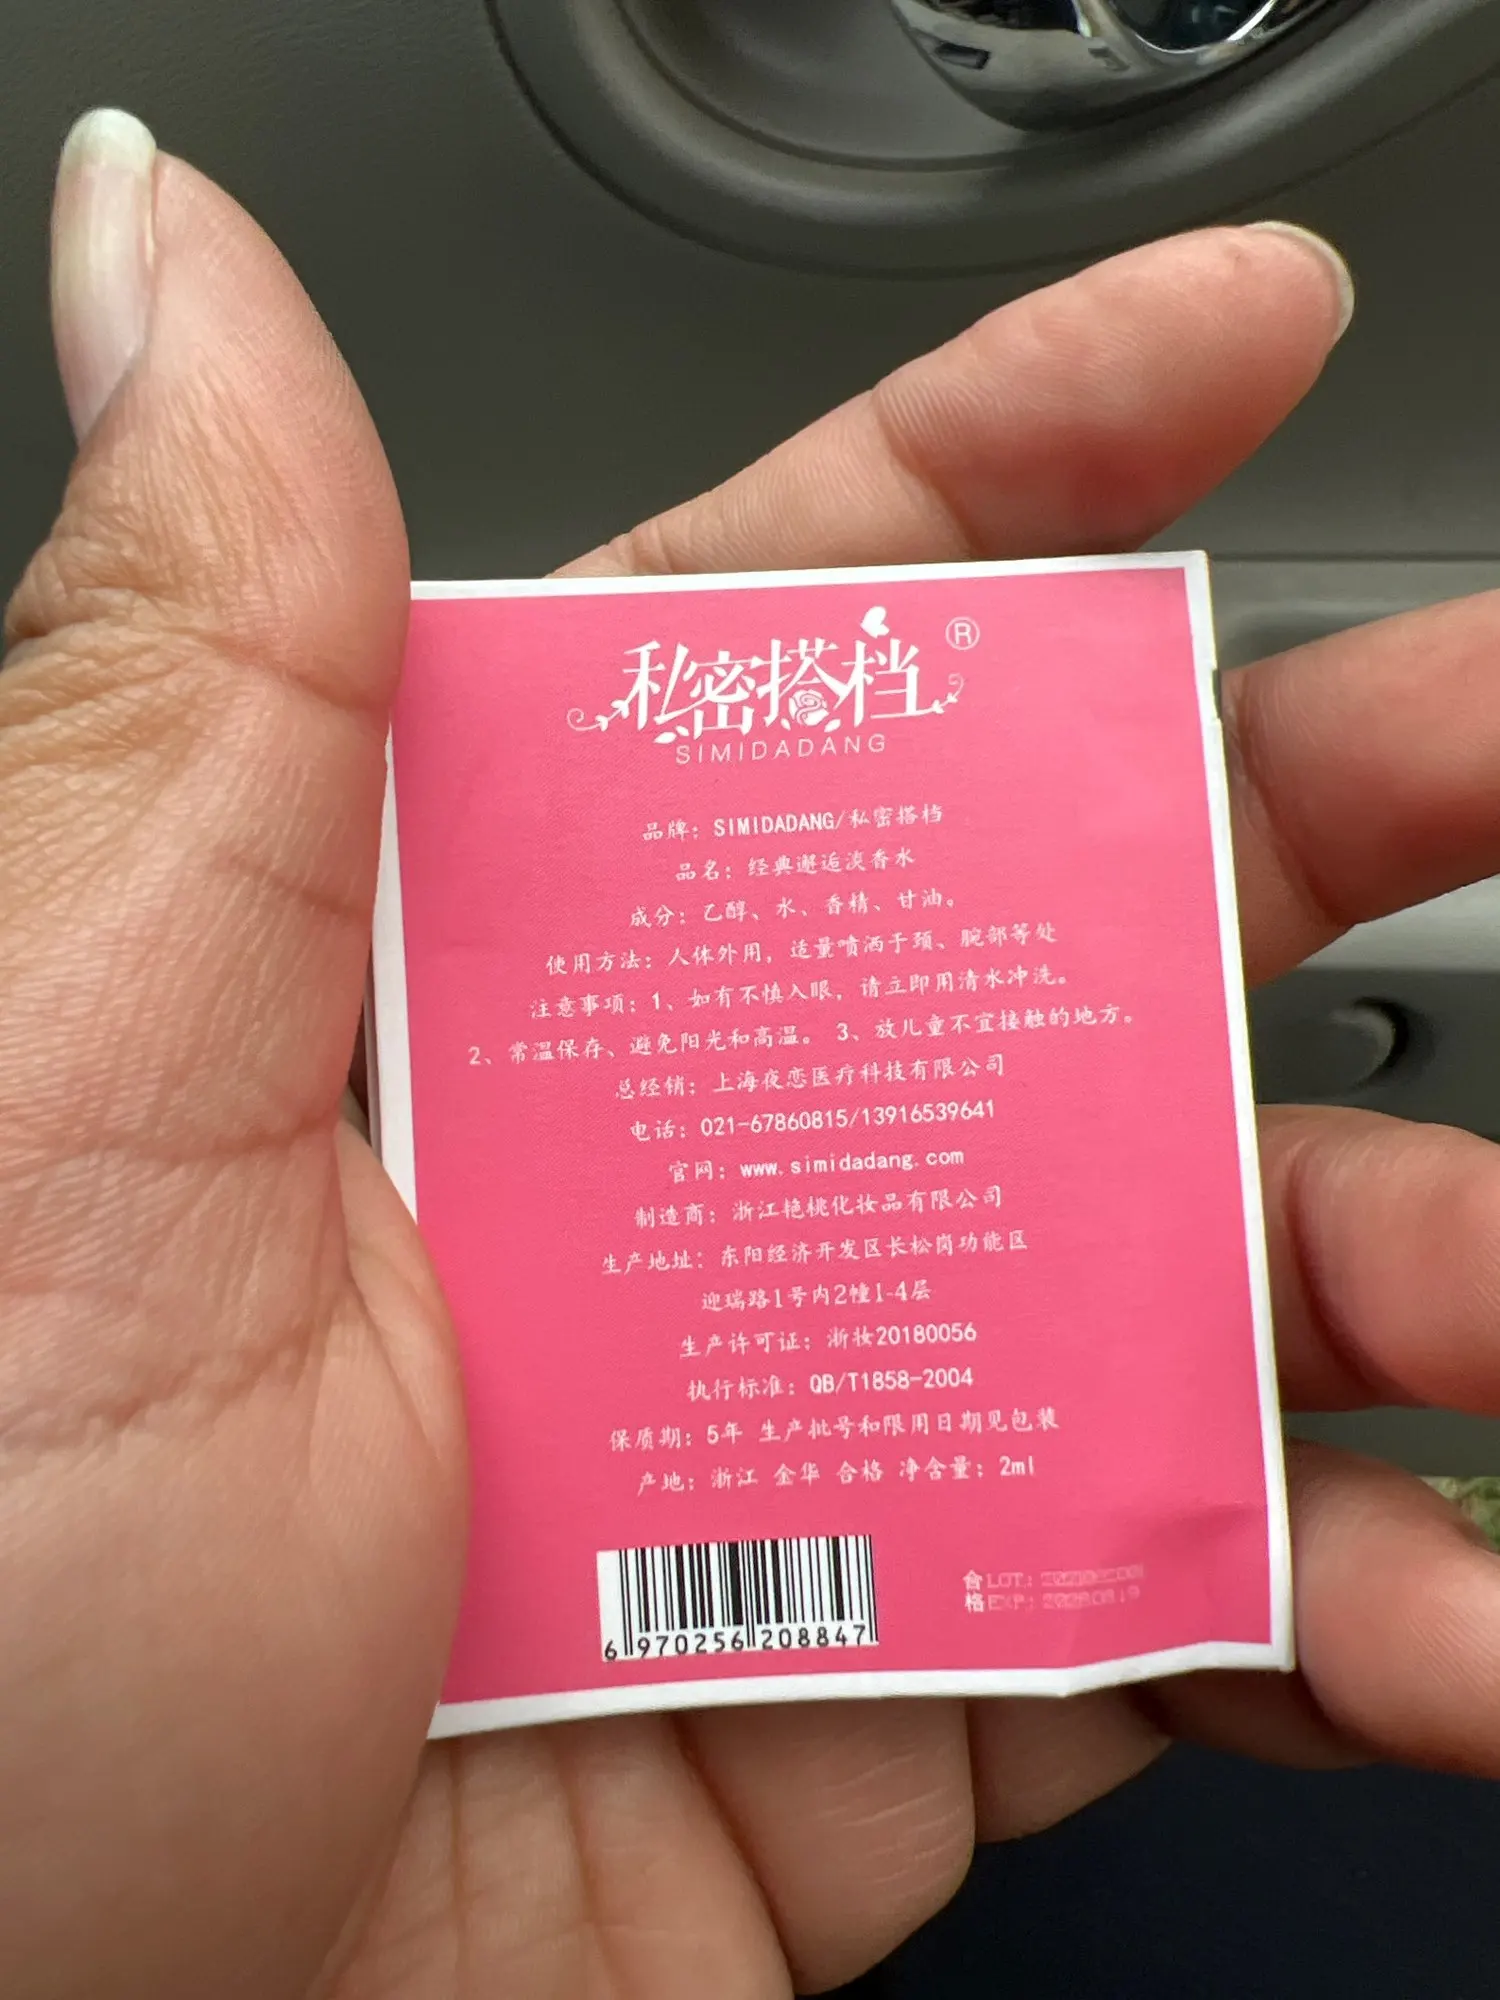 私密搭档®
SIMIDADANG
品牌：SIMIDADANG/私密搭档
品名：经典邂逅淡香水
成分：乙醇、水、香精、甘油。
使用方法：人体外用，适量喷洒于颈、腕部等处
注意事项：1、如有不慎入眼，请立即用清水冲洗。
2、常温保存、避免阳光和高温。 3、放儿童不宜接触的地方。
总经销：上海夜恋医疗科技有限公司
电话：021-67860815/13916539641
官网：www.simidadang.com
制造商：浙江艳桃化妆品有限公司
生产地址：东阳经济开发区长松岗功能区
迎瑞路1号内2幢1-4层
生产许可证：浙妆20180056
执行标准：QB/T1858-2004
保质期：5年 生产批号和限用日期见包装
产地：浙江 金华 合格 净含量：2ml
6 970256 208847
合 LOT:
格 EXP: